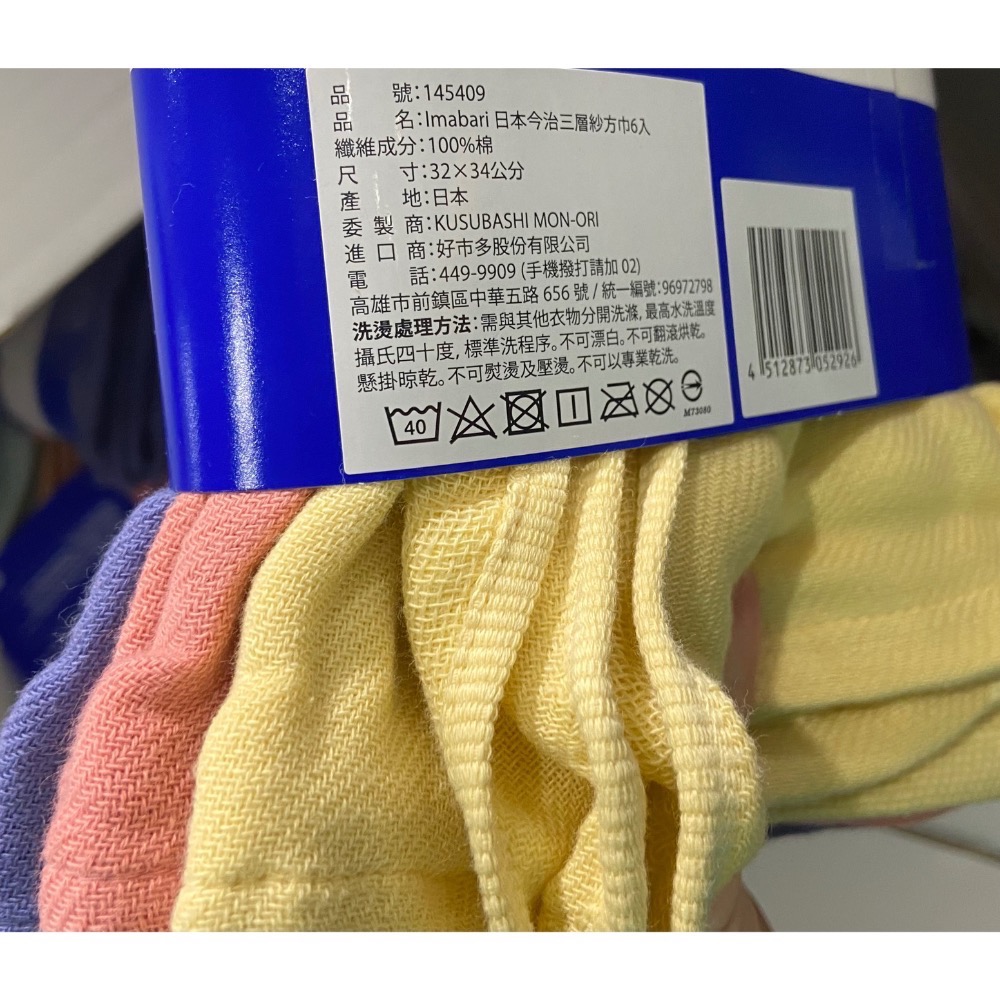 品 號:145409
品 名:Imabari 日本今治三層紗方巾6入
纖維成分:100%棉
尺 寸:32×34公分
產 地:日本
委 製 商:KUSUBASHI MON-ORI
進 口 商:好市多股份有限公司
電 話:449-9909 (手機撥打請加 02)
高雄市前鎮區中華五路 656 號 / 統一編號:96972798
洗燙處理方法:需與其他衣物分開洗滌, 最高水洗溫度
攝氏四十度, 標準洗程序。不可漂白。不可翻滾烘乾。
懸掛晾乾。不可熨燙及壓燙。不可以專業乾洗。
40
M73080
4 512873 052926